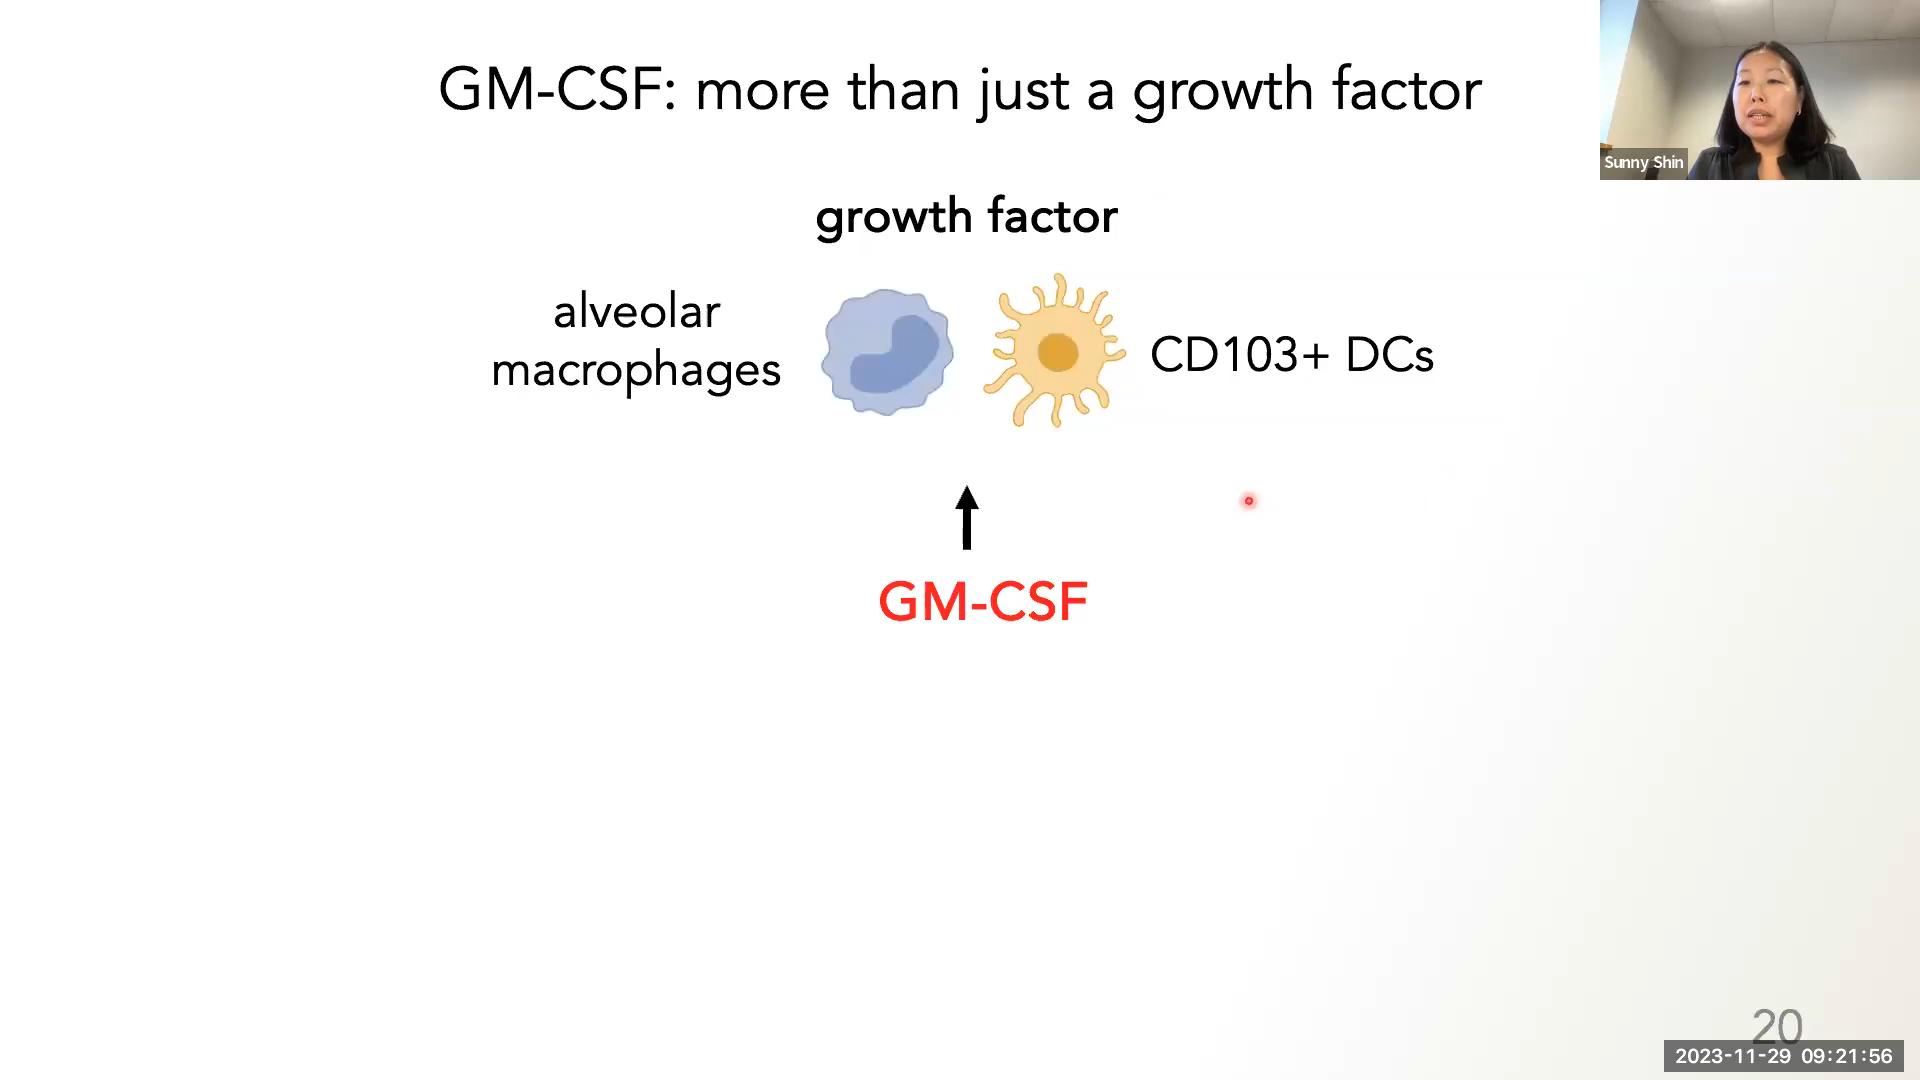 GM-CSF: more than just a growth factor
Sunny Shin
growth factor
alveolar
macrophages
CD103+ DCs
GM-CSF
20
2023-11-29 09:21:56